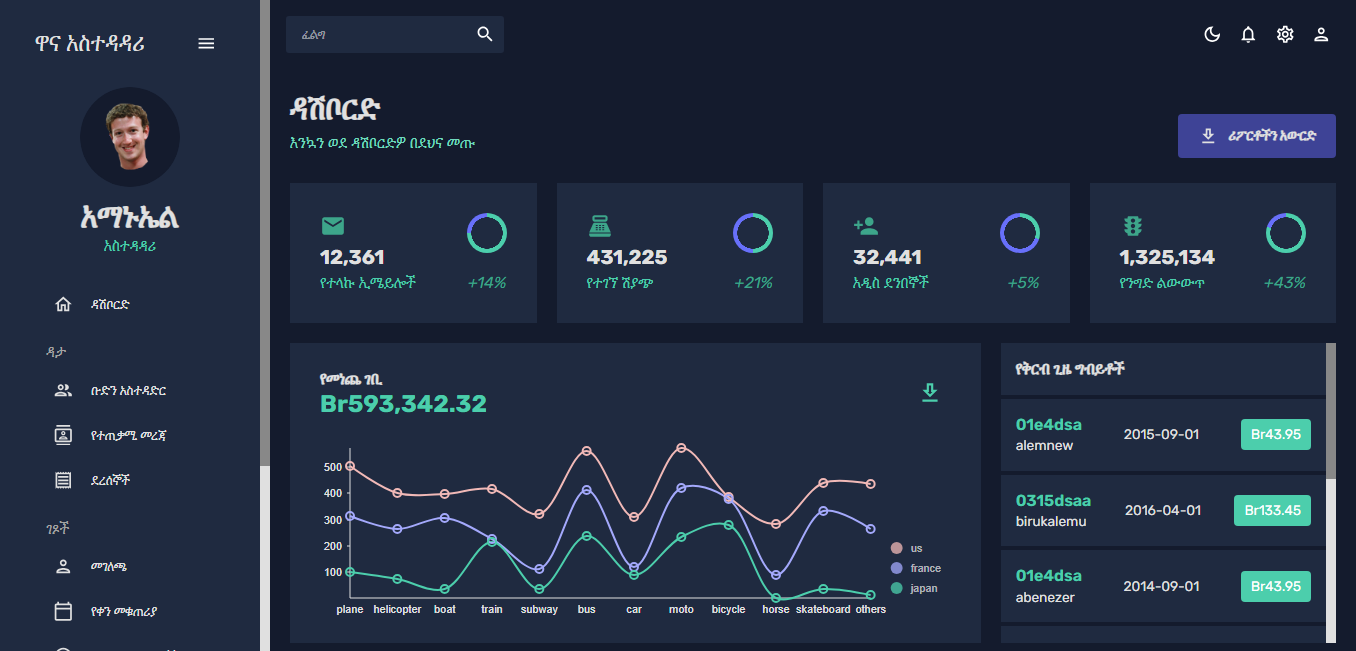 ዋና አስተዳዳሪ
ፈልግ
አማኑኤል
አስተዳዳሪ
ዳሽቦርድ
ዳታ
ቡድን አስተዳድር
የተጠቃሚ መረጃ
ደረሰኞች
ገጾች
መገለጫ
የቀን መቁጠሪያ
ዳሽቦርድ
እንኳን ወደ ዳሽቦርድዎ በደህና መጡ
ሪፖርቶችን አውርድ
12,361
የተላኩ ኢሜይሎች
+14%
431,225
የተገኘ ሽያጭ
+21%
32,441
አዲስ ደንበኞች
+5%
1,325,134
የንግድ ልውውጥ
+43%
የመነጨ ገቢ
Br593,342.32
500
400
300
200
100
plane helicopter boat train subway bus car moto bicycle horse skateboard others
us
france
japan
የቅርብ ጊዜ ግብይቶች
01e4dsa
alemnew
2015-09-01
Br43.95
0315dsaa
birukalemu
2016-04-01
Br133.45
01e4dsa
abenezer
2014-09-01
Br43.95